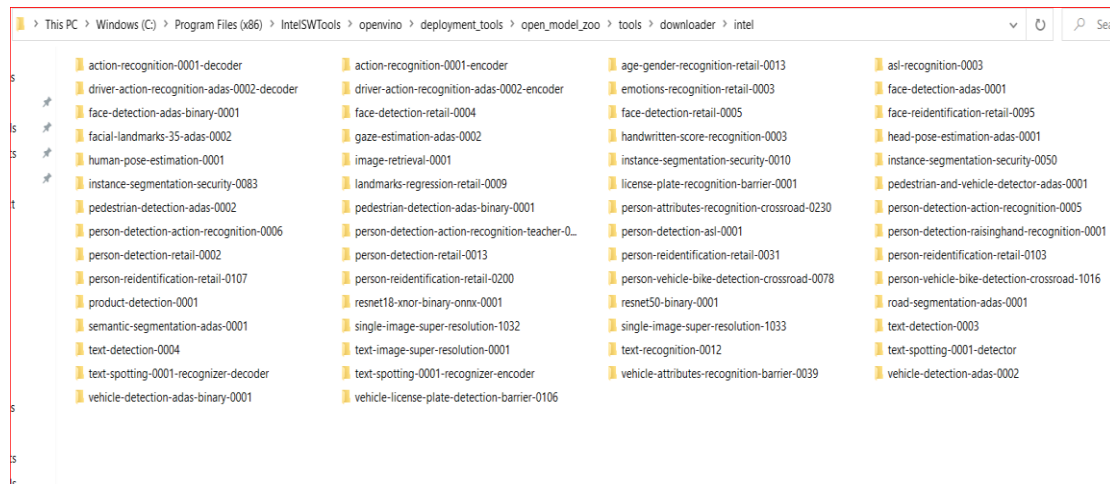 This PC > Windows (C:) > Program Files (x86) > IntelSWTools > openvino > deployment_tools > open_model_zoo > tools > downloader > intel
action-recognition-0001-decoder action-recognition-0001-encoder age-gender-recognition-retail-0013 asl-recognition-0003
driver-action-recognition-adas-0002-decoder driver-action-recognition-adas-0002-encoder emotions-recognition-retail-0003 face-detection-adas-0001
face-detection-adas-binary-0001 face-detection-retail-0004 face-detection-retail-0005 face-reidentification-retail-0095
facial-landmarks-35-adas-0002 gaze-estimation-adas-0002 handwritten-score-recognition-0003 head-pose-estimation-adas-0001
human-pose-estimation-0001 image-retrieval-0001 instance-segmentation-security-0010 instance-segmentation-security-0050
instance-segmentation-security-0083 landmarks-regression-retail-0009 license-plate-recognition-barrier-0001 pedestrian-and-vehicle-detector-adas-0001
pedestrian-detection-adas-0002 pedestrian-detection-adas-binary-0001 person-attributes-recognition-crossroad-0230 person-detection-action-recognition-0005
person-detection-action-recognition-0006 person-detection-action-recognition-teacher-0... person-detection-asl-0001 person-detection-raisinghand-recognition-0001
person-detection-retail-0002 person-detection-retail-0013 person-reidentification-retail-0031 person-reidentification-retail-0103
person-reidentification-retail-0107 person-reidentification-retail-0200 person-vehicle-bike-detection-crossroad-0078 person-vehicle-bike-detection-crossroad-1016
product-detection-0001 resnet18-xnor-binary-onnx-0001 resnet50-binary-0001 road-segmentation-adas-0001
semantic-segmentation-adas-0001 single-image-super-resolution-1032 single-image-super-resolution-1033 text-detection-0003
text-detection-0004 text-image-super-resolution-0001 text-recognition-0012 text-spotting-0001-detector
text-spotting-0001-recognizer-decoder text-spotting-0001-recognizer-encoder vehicle-attributes-recognition-barrier-0039 vehicle-detection-adas-0002
vehicle-detection-adas-binary-0001 vehicle-license-plate-detection-barrier-0106